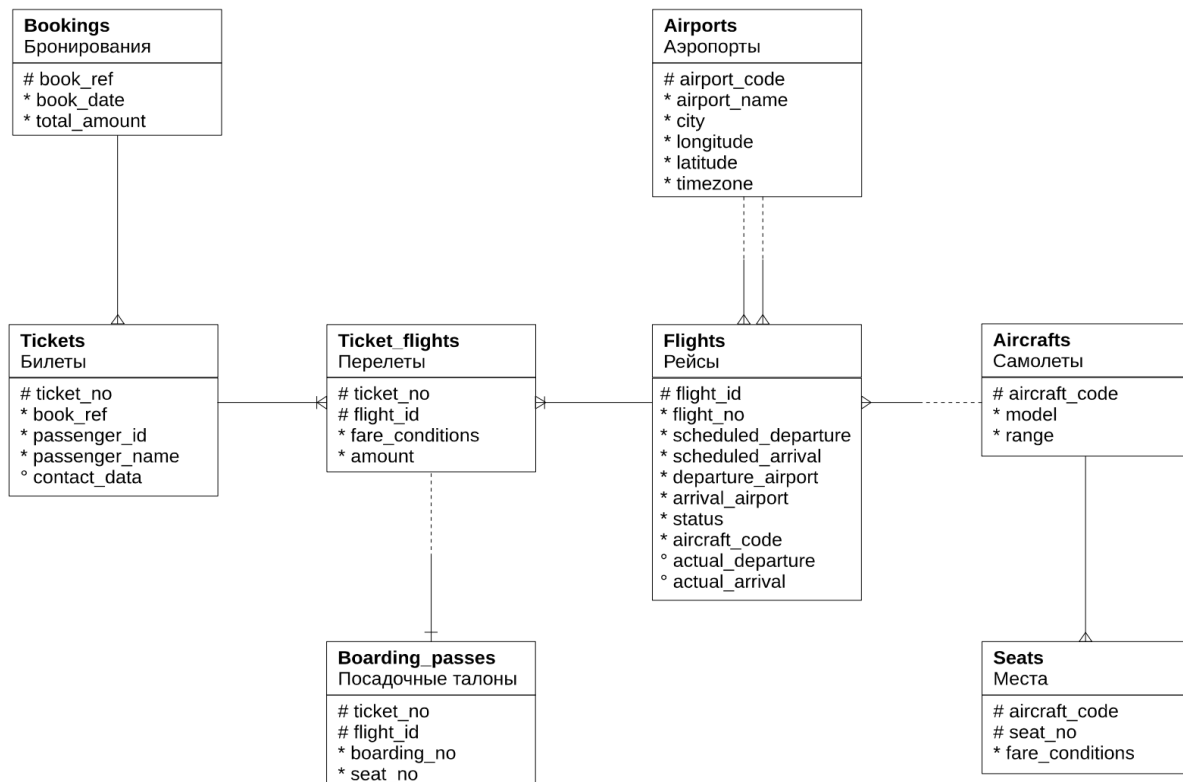 Bookings
Бронирования
# book_ref
* book_date
* total_amount
Airports
Аэропорты
# airport_code
* airport_name
* city
* longitude
* latitude
* timezone
Tickets
Билеты
# ticket_no
* book_ref
* passenger_id
* passenger_name
° contact_data
Ticket_flights
Перелеты
# ticket_no
# flight_id
* fare_conditions
* amount
Flights
Рейсы
# flight_id
* flight_no
* scheduled_departure
* scheduled_arrival
* departure_airport
* arrival_airport
* status
* aircraft_code
° actual_departure
° actual_arrival
Aircrafts
Самолеты
# aircraft_code
* model
* range
Boarding_passes
Посадочные талоны
# ticket_no
# flight_id
* boarding_no
* seat_no
Seats
Места
# aircraft_code
# seat_no
* fare_conditions